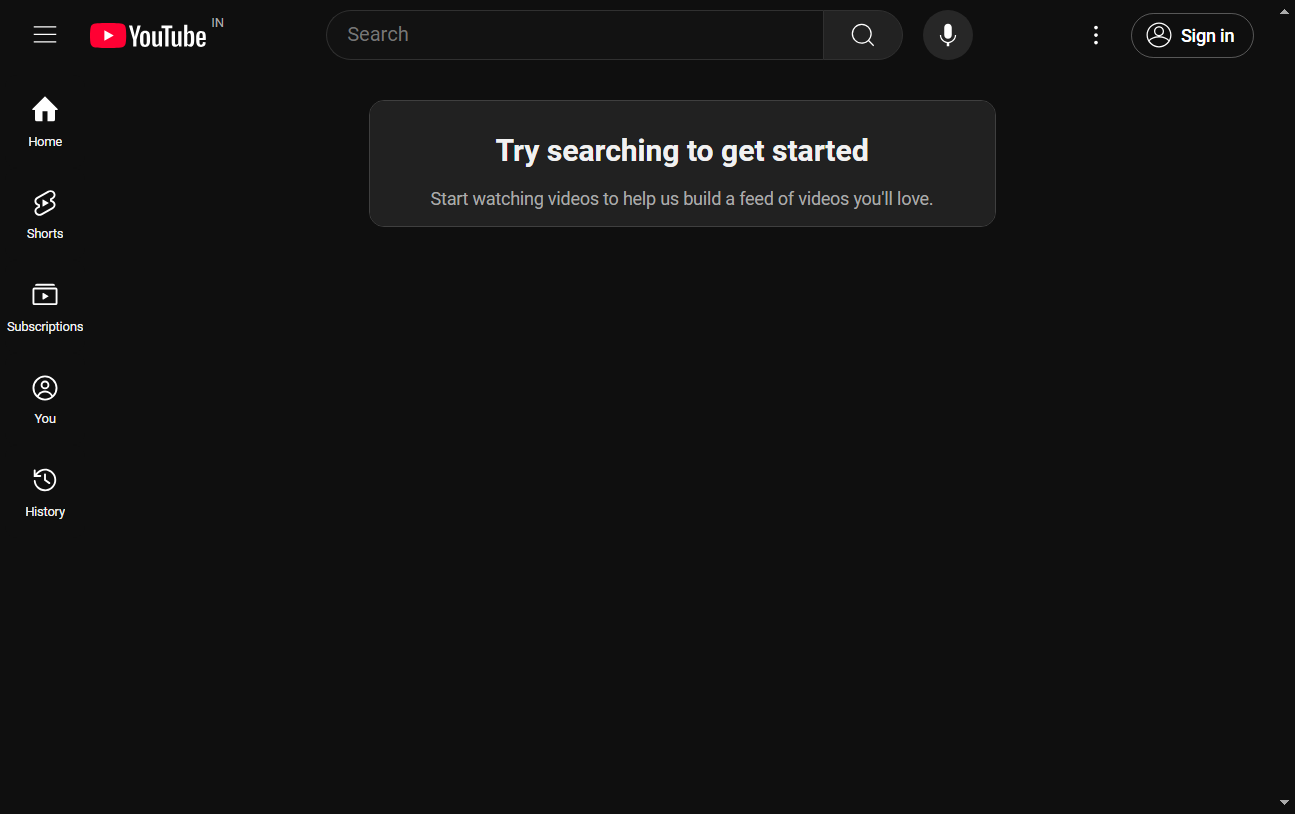 YouTube IN
Search
Sign in
Home
Shorts
Subscriptions
You
History
Try searching to get started
Start watching videos to help us build a feed of videos you'll love.